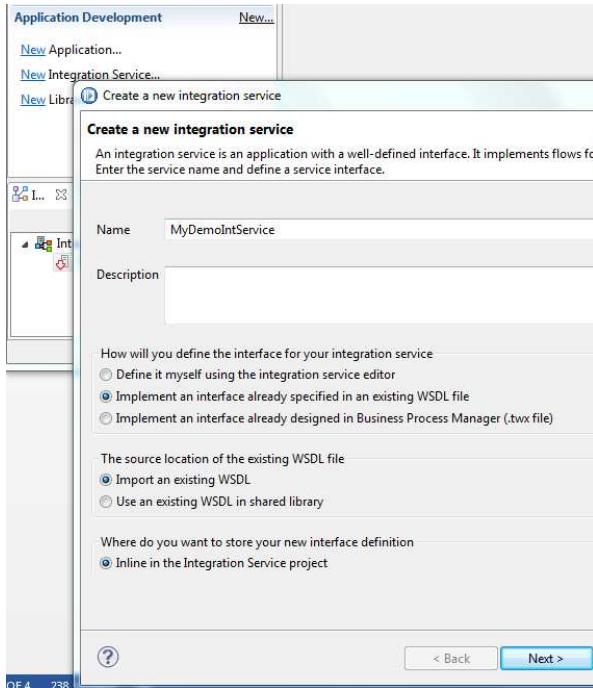 Application Development New...
New Application...
New Integration Service...
New Libra
Create a new integration service
Create a new integration service
An integration service is an application with a well-defined interface. It implements flows fo
Enter the service name and define a service interface.
I...
Name MyDemoIntService
Int
Description
How will you define the interface for your integration service
Define it myself using the integration service editor
Implement an interface already specified in an existing WSDL file
Implement an interface already designed in Business Process Manager (.twx file)
The source location of the existing WSDL file
Import an existing WSDL
Use an existing WSDL in shared library
Where do you want to store your new interface definition
Inline in the Integration Service project
? < Back Next >
OF 4 238